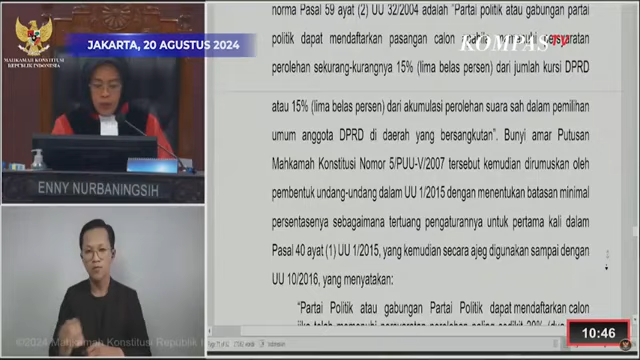 MAHKAMAH KONSTITUSI
REPUBLIK INDONESIA
JAKARTA, 20 AGUSTUS 2024
ENNY NURBANINGSIH
©2024 Mahkamah Konstitusi Republik
KOMPAS TV
norma Pasal 59 ayat (2) UU 32/2004 adalah "Partai politik atau gabungan partai
politik dapat mendaftarkan pasangan calon
perolehan sekurang-kurangnya 15% (lima belas persen) dari jumlah kursi DPRD
atau 15% (lima belas persen) dari akumulasi perolehan suara sah dalam pemilihan
umum anggota DPRD di daerah yang bersangkutan". Bunyi amar Putusan
Mahkamah Konstitusi Nomor 5/PUU-V/2007 tersebut kemudian dirumuskan oleh
pembentuk undang-undang dalam UU 1/2015 dengan menentukan batasan minimal
persentasenya sebagaimana tertuang pengaturannya untuk pertama kali dalam
Pasal 40 ayat (1) UU 1/2015, yang kemudian secara ajeg digunakan sampai dengan
UU 10/2016, yang menyatakan:
"Partai Politik atau gabungan Partai Politik dapat mendaftarkan calon
10:46